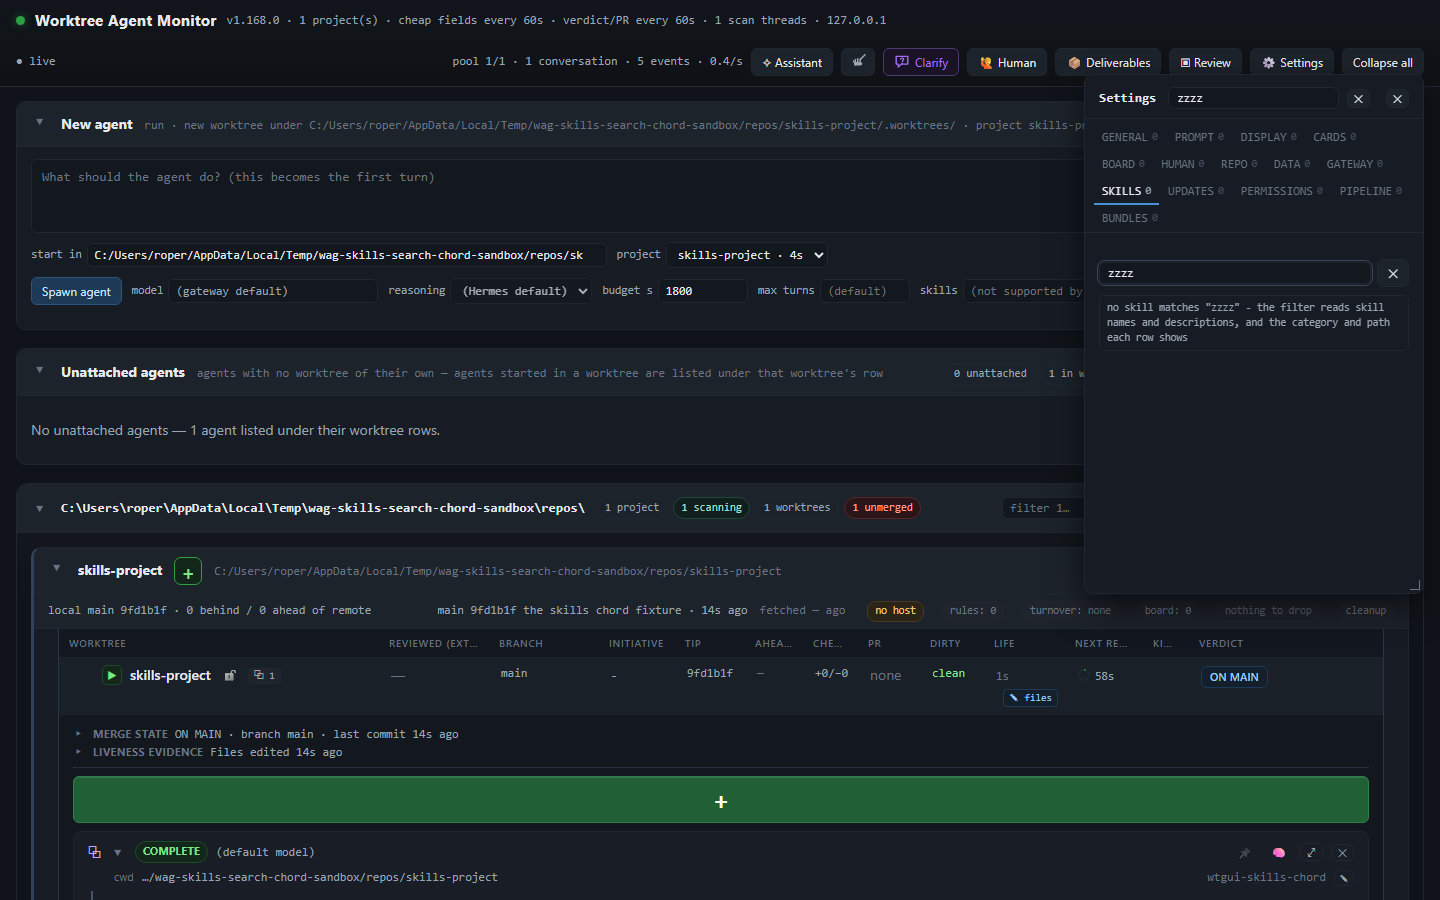 Worktree Agent Monitor v1.168.0 · 1 project(s) · cheap fields every 60s · verdict/PR every 60s · 1 scan threads · 127.0.0.1
live pool 1/1 · 1 conversation · 5 events · 0.4/s Assistant Clarify Human Deliverables Review Settings Collapse all
Settings zzzz
GENERAL 0 PROMPT 0 DISPLAY 0 CARDS 0
BOARD 0 HUMAN 0 REPO 0 DATA 0 GATEWAY 0
SKILLS 0 UPDATES 0 PERMISSIONS 0 PIPELINE 0
BUNDLES 0
zzzz
no skill matches "zzzz" - the filter reads skill
names and descriptions, and the category and path
each row shows
New agent run · new worktree under C:/Users/roper/AppData/Local/Temp/wag-skills-search-chord-sandbox/repos/skills-project/.worktrees/ · project skills-pr
What should the agent do? (this becomes the first turn)
start in C:/Users/roper/AppData/Local/Temp/wag-skills-search-chord-sandbox/repos/sk project skills-project · 4s
Spawn agent model (gateway default) reasoning (Hermes default) budget s 1800 max turns (default) skills (not supported by
Unattached agents agents with no worktree of their own — agents started in a worktree are listed under that worktree's row 0 unattached 1 in w
No unattached agents — 1 agent listed under their worktree rows.
C:\Users\roper\AppData\Local\Temp\wag-skills-search-chord-sandbox\repos\ 1 project 1 scanning 1 worktrees 1 unmerged filter 1…
skills-project + C:/Users/roper/AppData/Local/Temp/wag-skills-search-chord-sandbox/repos/skills-project
local main 9fd1b1f · 0 behind / 0 ahead of remote main 9fd1b1f the skills chord fixture · 14s ago fetched — ago no host rules: 0 turnover: none board: 0 nothing to drop cleanup
WORKTREE REVIEWED (EXT… BRANCH INITIATIVE TIP AHEA… CHE… PR DIRTY LIFE NEXT RE… KI… VERDICT
skills-project 1 — main - 9fd1b1f — +0/−0 none clean 1s 58s ON MAIN
files
MERGE STATE ON MAIN · branch main · last commit 14s ago
LIVENESS EVIDENCE Files edited 14s ago
+
COMPLETE (default model)
cwd …/wag-skills-search-chord-sandbox/repos/skills-project wtgui-skills-chord